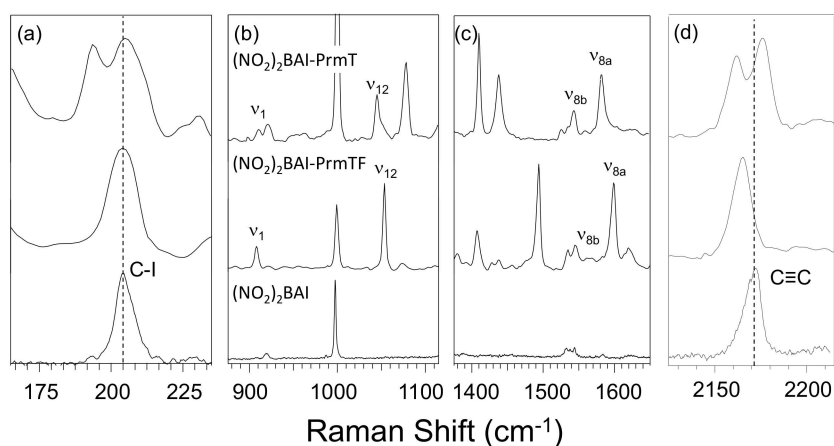 (a)
C-I
175 200 225
(b)
(NO₂)₂BAI-PrmT
ν₁
ν₁₂
(NO₂)₂BAI-PrmTF
ν₁
ν₁₂
(NO₂)₂BAI
900 1000 1100
(c)
ν₈b
ν₈a
ν₈a
ν₈b
1400 1500 1600
(d)
C≡C
2150 2200
Raman Shift (cm⁻¹)